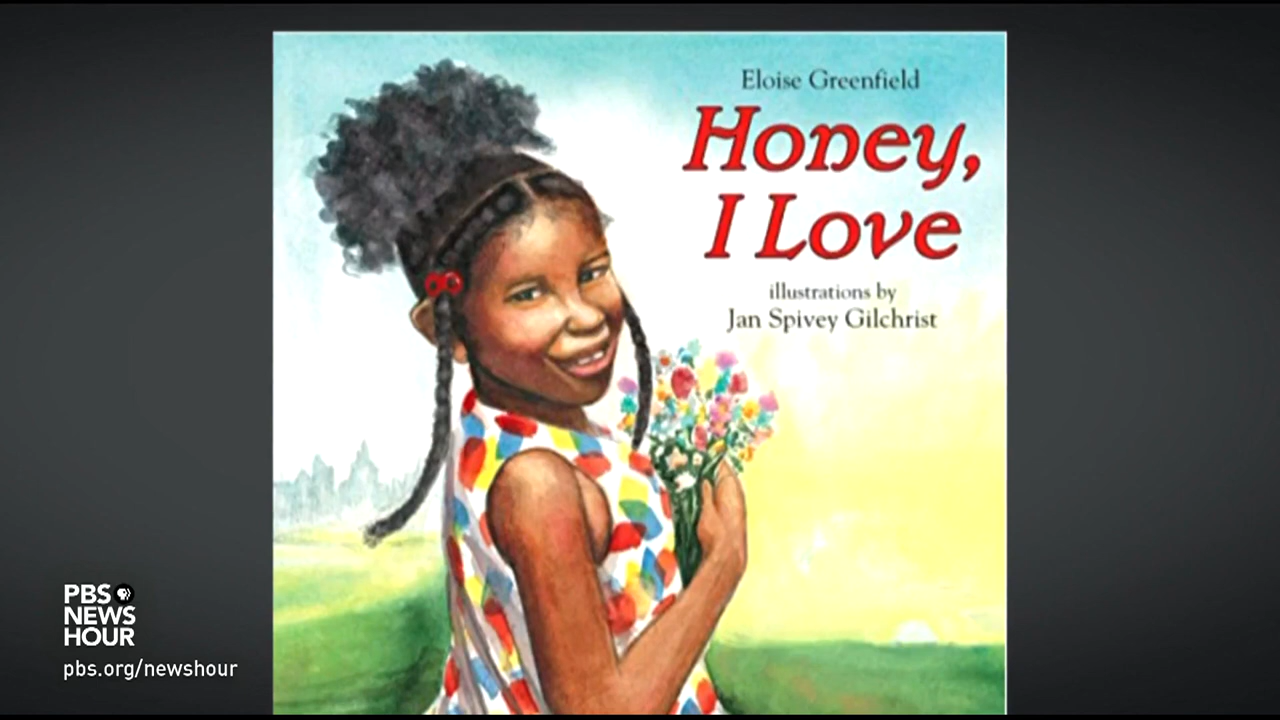 Eloise Greenfield
Honey,
I Love
illustrations by
Jan Spivey Gilchrist
PBS
NEWS
HOUR
pbs.org/newshour